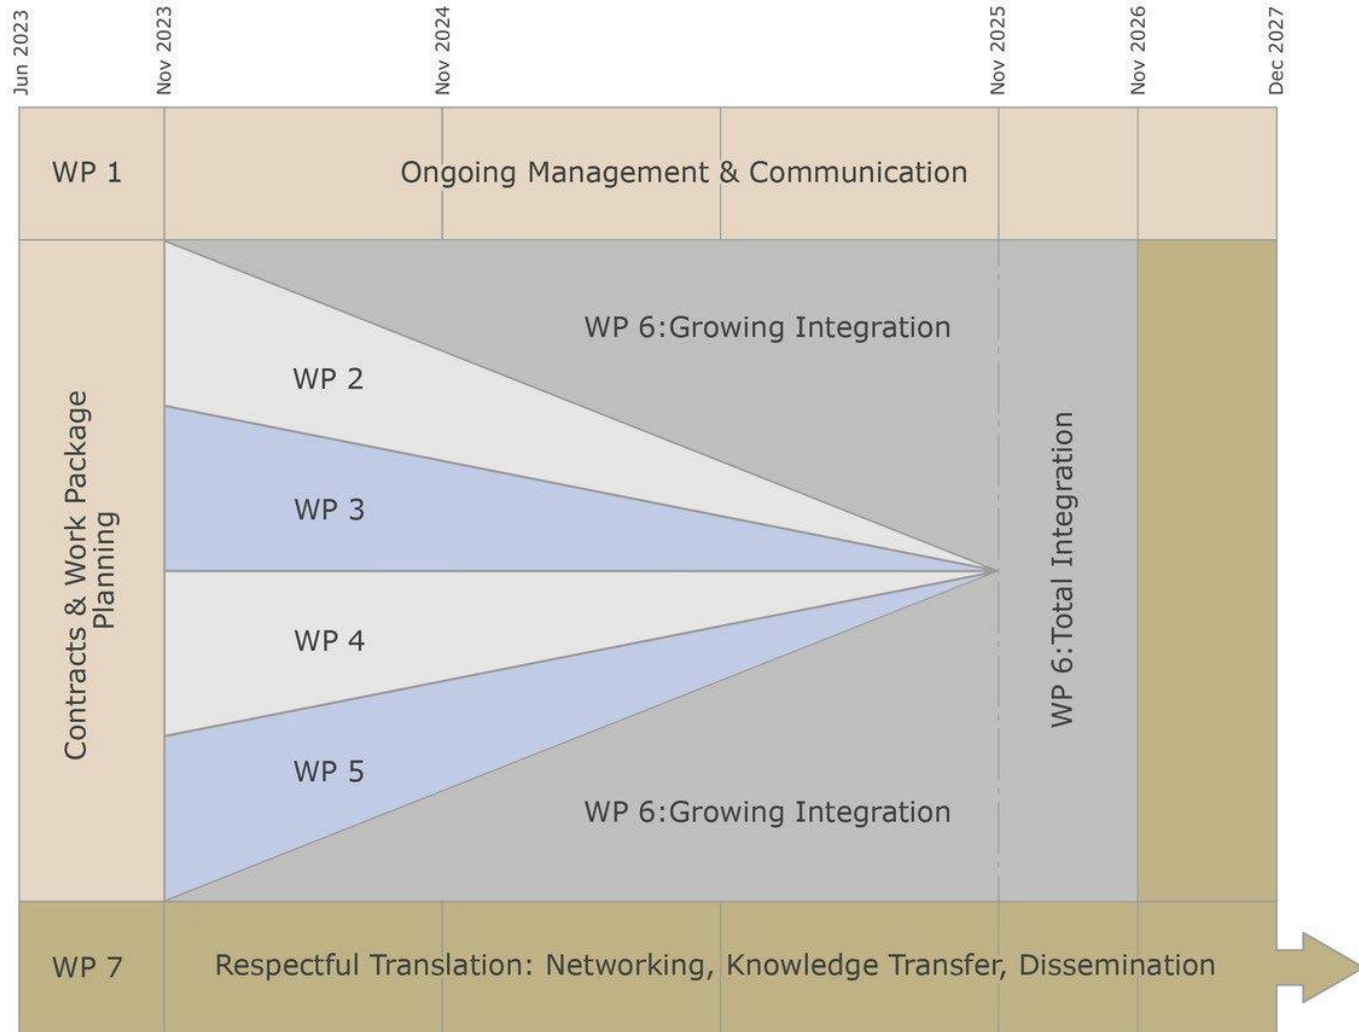 Jun 2023
Nov 2023
Nov 2024
Nov 2025
Nov 2026
Dec 2027
WP 1
Ongoing Management & Communication
Contracts & Work Package
Planning
WP 6:Growing Integration
WP 2
WP 3
WP 4
WP 5
WP 6:Growing Integration
WP 6:Total Integration
WP 7
Respectful Translation: Networking, Knowledge Transfer, Dissemination